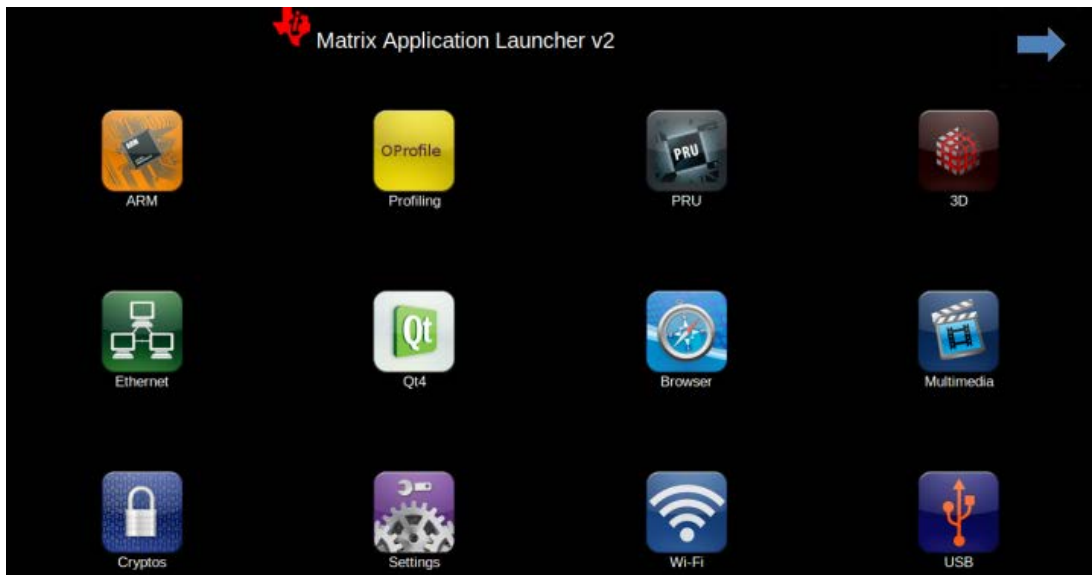 Matrix Application Launcher v2
ARM
OProfile
PRU
ARM Profiling PRU 3D
Qt
Ethernet Qt4 Browser Multimedia
Cryptos Settings Wi-Fi USB